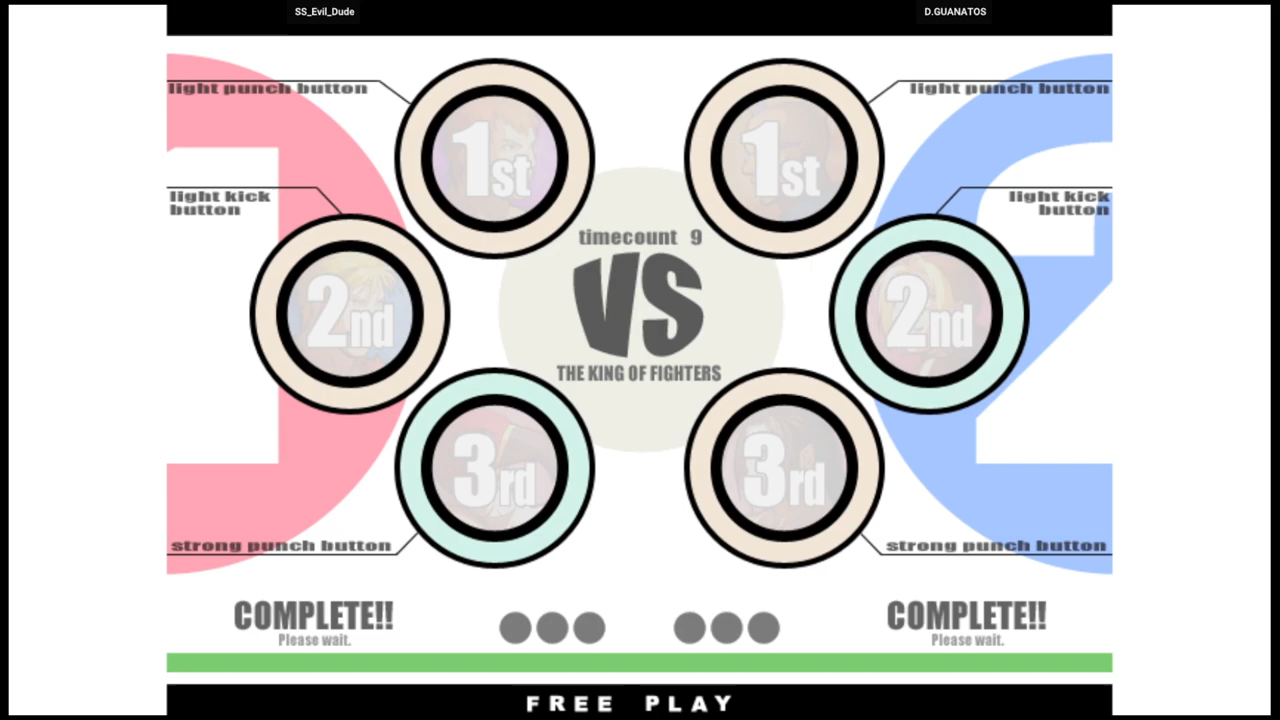 SS_Evil_Dude
D.GUANATOS
light punch button
light punch button
1st
1st
light kick
button
light kick
button
timecount 9
VS
THE KING OF FIGHTERS
2nd
2nd
3rd
3rd
strong punch button
strong punch button
COMPLETE!!
Please wait.
COMPLETE!!
Please wait.
FREE PLAY